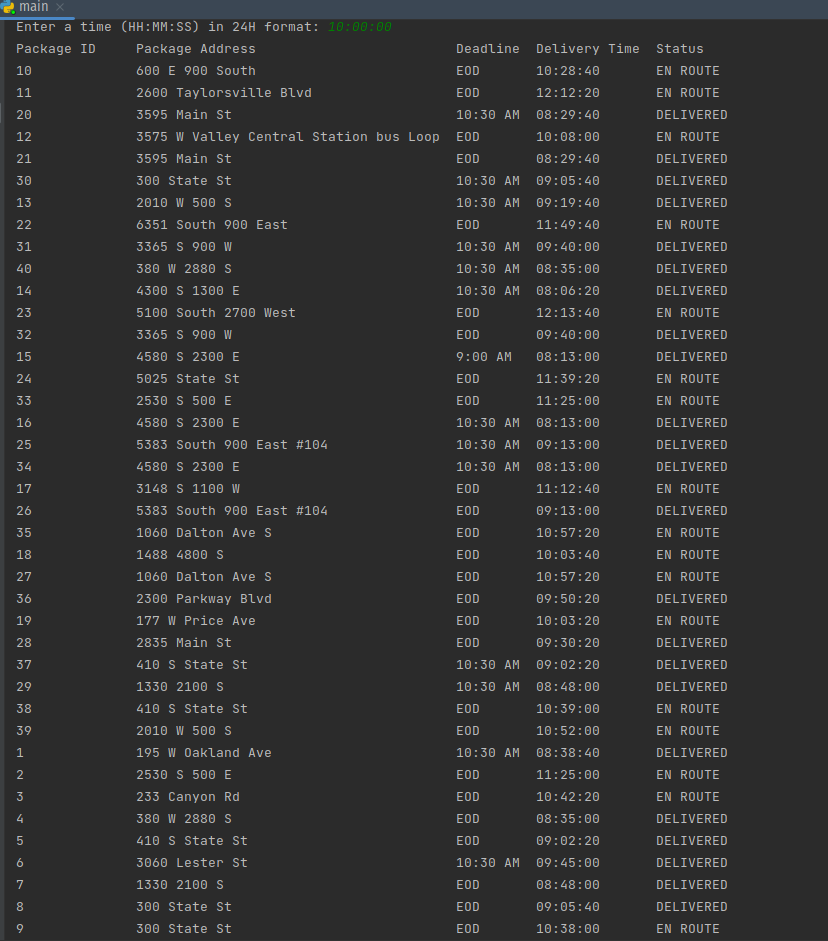 main
Enter a time (HH:MM:SS) in 24H format: 10:00:00
Package ID Package Address Deadline Delivery Time Status
10 600 E 900 South EOD 10:28:40 EN ROUTE
11 2600 Taylorsville Blvd EOD 12:12:20 EN ROUTE
20 3595 Main St 10:30 AM 08:29:40 DELIVERED
12 3575 W Valley Central Station bus Loop EOD 10:08:00 EN ROUTE
21 3595 Main St EOD 08:29:40 DELIVERED
30 300 State St 10:30 AM 09:05:40 DELIVERED
13 2010 W 500 S 10:30 AM 09:19:40 DELIVERED
22 6351 South 900 East EOD 11:49:40 EN ROUTE
31 3365 S 900 W 10:30 AM 09:40:00 DELIVERED
40 380 W 2880 S 10:30 AM 08:35:00 DELIVERED
14 4300 S 1300 E 10:30 AM 08:06:20 DELIVERED
23 5100 South 2700 West EOD 12:13:40 EN ROUTE
32 3365 S 900 W EOD 09:40:00 DELIVERED
15 4580 S 2300 E 9:00 AM 08:13:00 DELIVERED
24 5025 State St EOD 11:39:20 EN ROUTE
33 2530 S 500 E EOD 11:25:00 EN ROUTE
16 4580 S 2300 E 10:30 AM 08:13:00 DELIVERED
25 5383 South 900 East #104 10:30 AM 09:13:00 DELIVERED
34 4580 S 2300 E 10:30 AM 08:13:00 DELIVERED
17 3148 S 1100 W EOD 11:12:40 EN ROUTE
26 5383 South 900 East #104 EOD 09:13:00 DELIVERED
35 1060 Dalton Ave S EOD 10:57:20 EN ROUTE
18 1488 4800 S EOD 10:03:40 EN ROUTE
27 1060 Dalton Ave S EOD 10:57:20 EN ROUTE
36 2300 Parkway Blvd EOD 09:50:20 DELIVERED
19 177 W Price Ave EOD 10:03:20 EN ROUTE
28 2835 Main St EOD 09:30:20 DELIVERED
37 410 S State St 10:30 AM 09:02:20 DELIVERED
29 1330 2100 S 10:30 AM 08:48:00 DELIVERED
38 410 S State St EOD 10:39:00 EN ROUTE
39 2010 W 500 S EOD 10:52:00 EN ROUTE
1 195 W Oakland Ave 10:30 AM 08:38:40 DELIVERED
2 2530 S 500 E EOD 11:25:00 EN ROUTE
3 233 Canyon Rd EOD 10:42:20 EN ROUTE
4 380 W 2880 S EOD 08:35:00 DELIVERED
5 410 S State St EOD 09:02:20 DELIVERED
6 3060 Lester St 10:30 AM 09:45:00 DELIVERED
7 1330 2100 S EOD 08:48:00 DELIVERED
8 300 State St EOD 09:05:40 DELIVERED
9 300 State St EOD 10:38:00 EN ROUTE